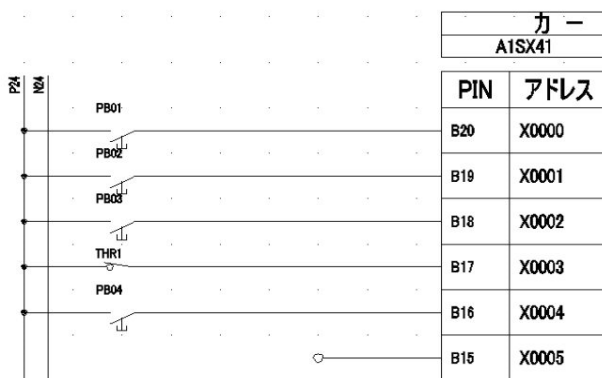 カー
A1SX41
P24
N24
PIN アドレス
PB01
B20 X0000
PB02
B19 X0001
PB03
B18 X0002
THR1
B17 X0003
PB04
B16 X0004
B15 X0005